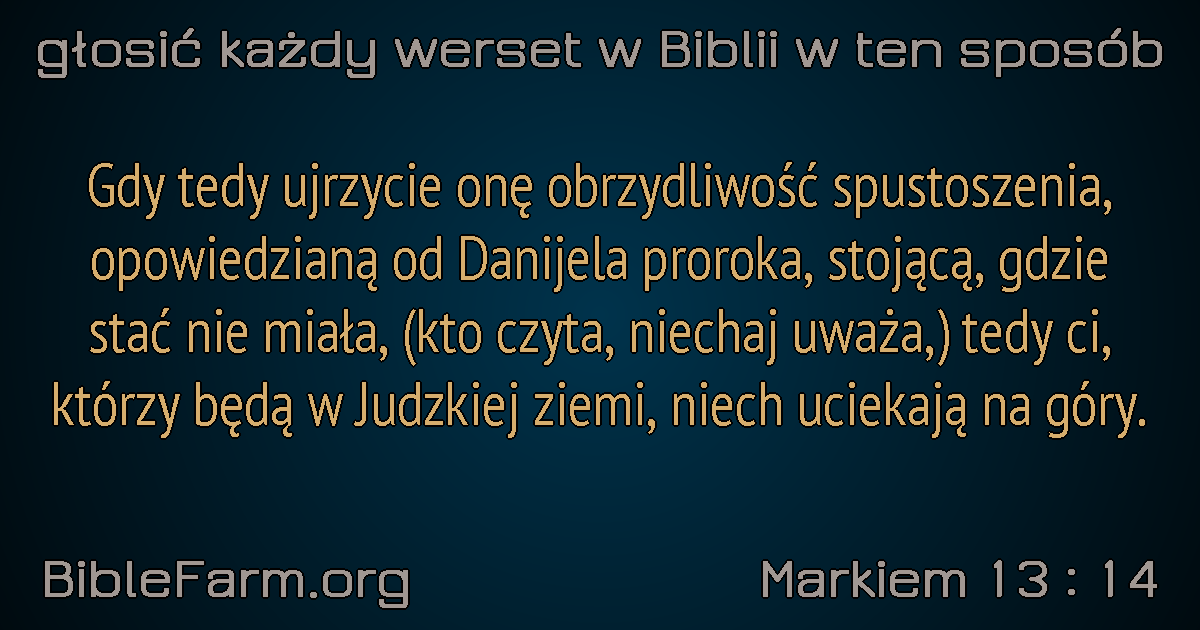 głosić każdy werset w Biblii w ten sposób
Gdy tedy ujrzycie onę obrzydliwość spustoszenia,
opowiedzianą od Danijela proroka, stojącą, gdzie
stać nie miała, (kto czyta, niechaj uważa,) tedy ci,
którzy będą w Judzkiej ziemi, niech uciekają na góry.
BibleFarm.org
Markiem 13 : 14